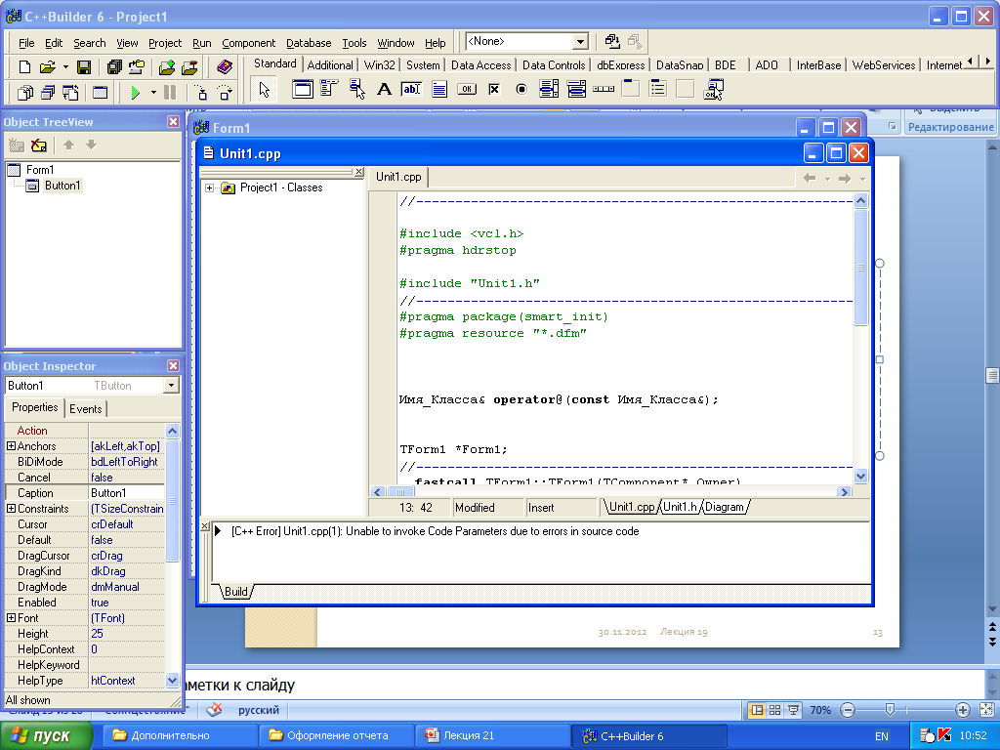 C++Builder 6 - Project1
File Edit Search View Project Run Component Database Tools Window Help
<None>
Standard Additional Win32 System Data Access Data Controls dbExpress DataSnap BDE ADO InterBase WebServices Internet
Редактирование
Object TreeView
Form1
Button1
Form1
Unit1.cpp
Project1 - Classes
Unit1.cpp
//
#include <vcl.h>
#pragma hdrstop
#include "Unit1.h"
//
#pragma package(smart_init)
#pragma resource "*.dfm"
Имя_Класса& operator@(const Имя_Класса&);
TForm1 *Form1;
//
__fastcall TForm1::TForm1(TComponent* Owner)
13: 42 Modified Insert Unit1.cpp Unit1.h Diagram
[C++ Error] Unit1.cpp(1): Unable to invoke Code Parameters due to errors in source code
Build
Object Inspector
Button1 TButton
Properties Events
Action
Anchors [akLeft,akTop]
BiDiMode bdLeftToRight
Cancel false
Caption Button1
Constraints (TSizeConstrain
Cursor crDefault
Default false
DragCursor crDrag
DragKind dkDrag
DragMode dmManual
Enabled true
Font (TFont)
Height 25
HelpContext 0
HelpKeyword
HelpType htContext
All shown
30.11.2012 Лекция 19 13
аметки к слайду
русский 70%
пуск Дополнительно Оформление отчета Лекция 21 C++Builder 6 EN 10:52